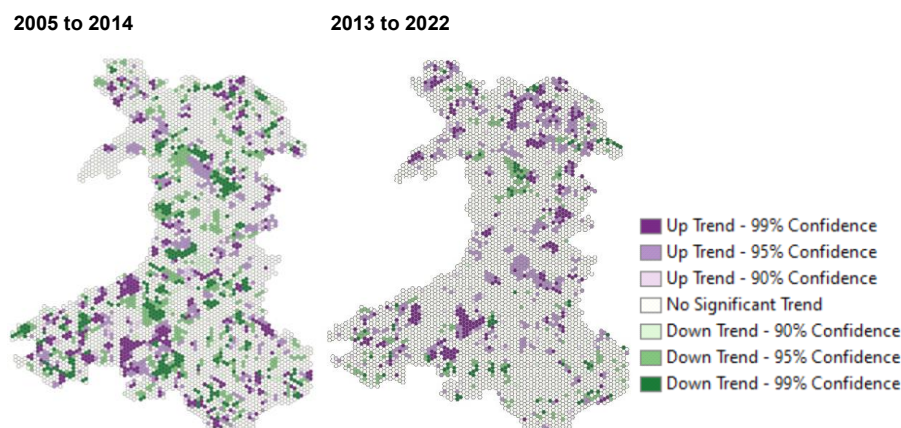 2005 to 2014
2013 to 2022
Up Trend - 99% Confidence
Up Trend - 95% Confidence
Up Trend - 90% Confidence
No Significant Trend
Down Trend - 90% Confidence
Down Trend - 95% Confidence
Down Trend - 99% Confidence